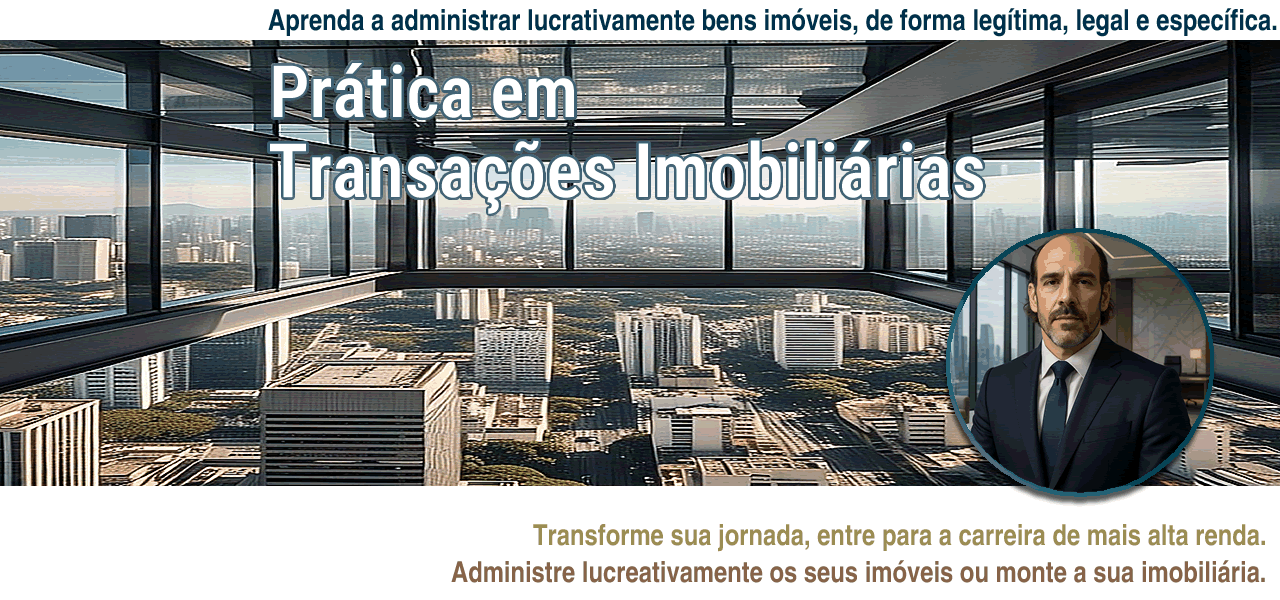 Aprenda a administrar lucrativamente bens imóveis, de forma legítima, legal e específica.
Prática em
Transações Imobiliárias
Transforme sua jornada, entre para a carreira de mais alta renda.
Administre lucreativamente os seus imóveis ou monte a sua imobiliária.